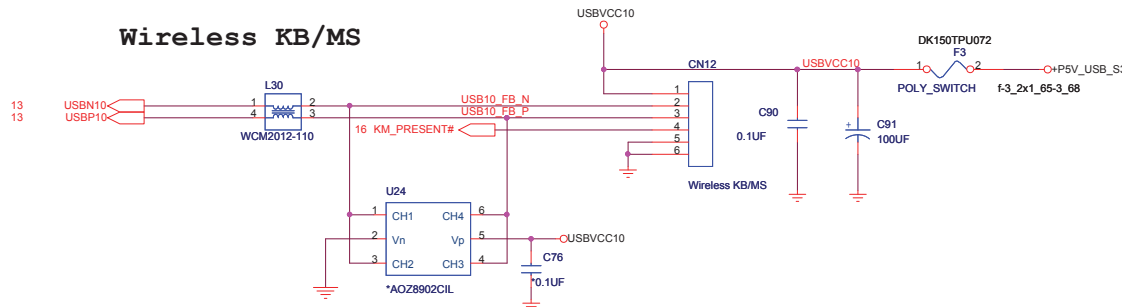 USBVCC10
Wireless KB/MS
DK150TPU072
F3
CN12
USBVCC10
1
2
+P5V_USB_S3
POLY_SWITCH
f-3_2x1_65-3_68
L30
13
USBN10
1
2
USB10_FB_N
13
USBP10
4
3
USB10_FB_P
WCM2012-110
16
KM_PRESENT#
1
2
3
4
5
6
Wireless KB/MS
C90
0.1UF
+
C91
100UF
U24
1
CH1
CH4
6
2
Vn
Vp
5
USBVCC10
3
CH2
CH3
4
C76
*0.1UF
*AOZ8902CIL